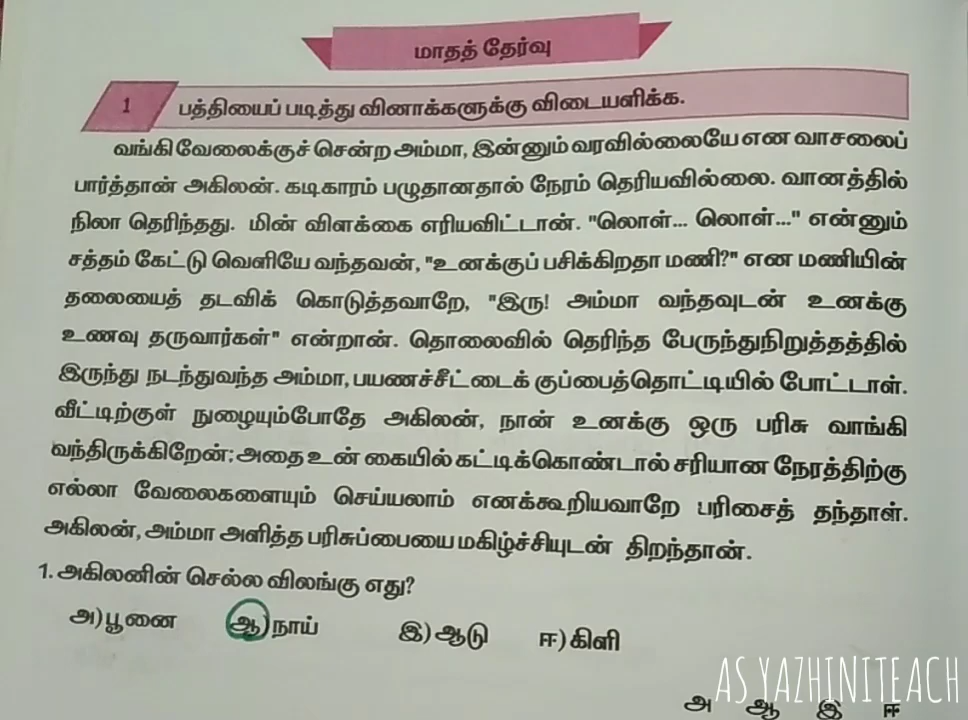 மாதத் தேர்வு
1 பத்தியைப் படித்து வினாக்களுக்கு விடையளிக்க.
வங்கி வேலைக்குச் சென்ற அம்மா, இன்னும் வரவில்லையே என வாசலைப்
பார்த்தான் அகிலன். கடிகாரம் பழுதானதால் நேரம் தெரியவில்லை. வானத்தில்
நிலா தெரிந்தது. மின் விளக்கை எரியவிட்டான். "லொள்... லொள்..." என்னும்
சத்தம் கேட்டு வெளியே வந்தவன், "உனக்குப் பசிக்கிறதா மணி?" என மணியின்
தலையைத் தடவிக் கொடுத்தவாறே, "இரு! அம்மா வந்தவுடன் உனக்கு
உணவு தருவார்கள்" என்றான். தொலைவில் தெரிந்த பேருந்துநிறுத்தத்தில்
இருந்து நடந்துவந்த அம்மா, பயணச்சீட்டைக் குப்பைத்தொட்டியில் போட்டாள்.
வீட்டிற்குள் நுழையும்போதே அகிலன், நான் உனக்கு ஒரு பரிசு வாங்கி
வந்திருக்கிறேன்; அதை உன் கையில் கட்டிக்கொண்டால் சரியான நேரத்திற்கு
எல்லா வேலைகளையும் செய்யலாம் எனக்கூறியவாறே பரிசைத் தந்தாள்.
அகிலன், அம்மா அளித்த பரிசுப்பையை மகிழ்ச்சியுடன் திறந்தான்.
1. அகிலனின் செல்ல விலங்கு எது?
அ) பூனை ஆ) நாய் இ) ஆடு ஈ) கிளி
AS YAZHINITEACH
அ ஆ இ ஈ